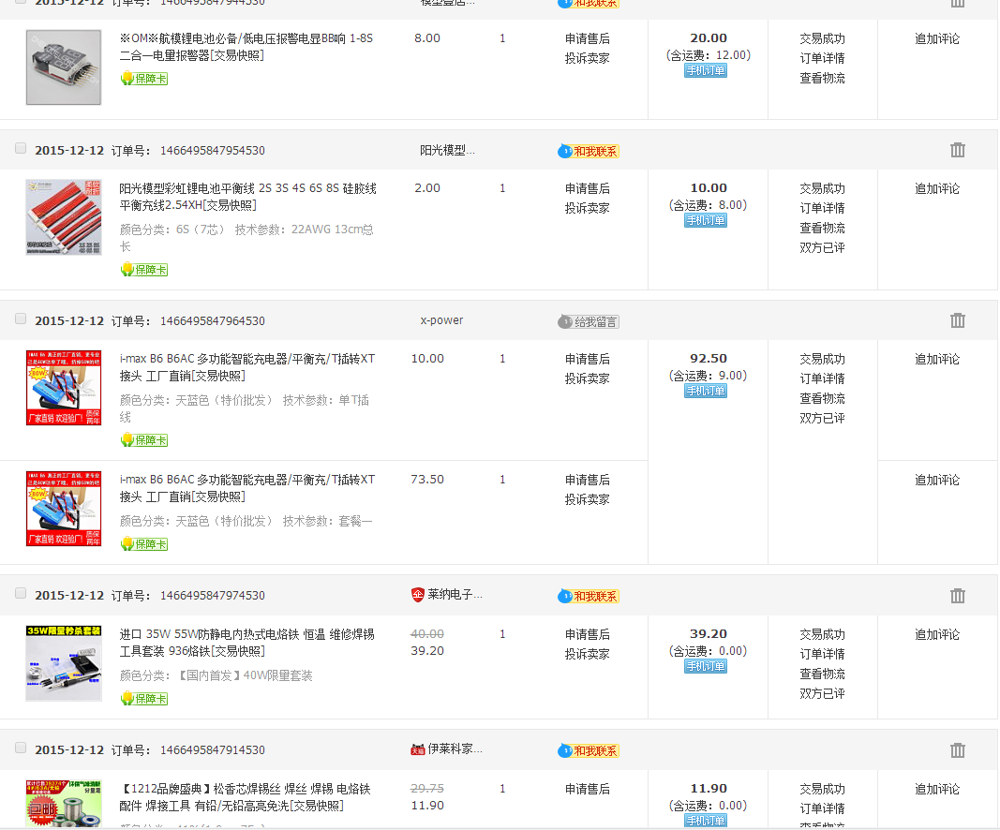 2015-12-12 订单号： 1466495847944530 模型盒店... 和我联系
※OM※航模锂电池必备/低电压报警电显BB响 1-8S 8.00 1 申请售后 20.00 交易成功 追加评论
二合一电量报警器[交易快照] 投诉卖家 (含运费：12.00) 订单详情
保障卡 手机订单 查看物流
2015-12-12 订单号： 1466495847954530 阳光模型... 和我联系
阳光模型彩虹锂电池平衡线 2S 3S 4S 6S 8S 硅胶线 2.00 1 申请售后 10.00 交易成功 追加评论
平衡充线2.54XH[交易快照] 投诉卖家 (含运费：8.00) 订单详情
颜色分类：6S（7芯） 技术参数：22AWG 13cm总 手机订单 查看物流
长 双方已评
保障卡
2015-12-12 订单号： 1466495847964530 x-power 给我留言
i-max B6 B6AC 多功能智能充电器/平衡充/T插转XT 10.00 1 申请售后 92.50 交易成功 追加评论
接头 工厂直销[交易快照] 投诉卖家 (含运费：9.00) 订单详情
颜色分类：天蓝色（特价批发） 技术参数：单T插 手机订单 查看物流
线 双方已评
80W
厂家直销 欢迎验厂! 质保两年
保障卡
i-max B6 B6AC 多功能智能充电器/平衡充/T插转XT 73.50 1 申请售后 追加评论
接头 工厂直销[交易快照] 投诉卖家
颜色分类：天蓝色（特价批发） 技术参数：套餐一
80W
厂家直销 欢迎验厂! 质保两年
保障卡
2015-12-12 订单号： 1466495847974530 企 莱纳电子... 和我联系
35W限量秒杀套装
进口 35W 55W防静电内热式电烙铁 恒温 维修焊锡 40.00 1 申请售后 39.20 交易成功 追加评论
工具套装 936烙铁[交易快照] 39.20 投诉卖家 (含运费：0.00) 订单详情
颜色分类：【国内首发】40W限量套装 手机订单 查看物流
保障卡 双方已评
2015-12-12 订单号： 1466495847914530 天猫 伊莱科家... 和我联系
【1212品牌盛典】松香芯焊锡丝 焊丝 焊锡 电烙铁 29.75 1 申请售后 11.90 交易成功 追加评论
配件 焊接工具 有铅/无铅高亮免洗[交易快照] 11.90 (含运费：0.00) 订单详情
包邮 手机订单 查看物流